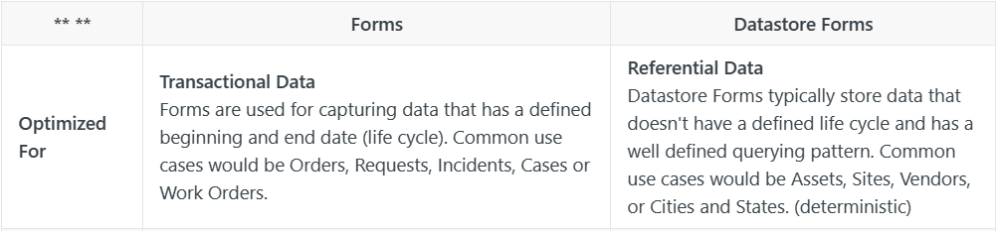 ** **
Forms
Datastore Forms
Optimized
For
Transactional Data
Forms are used for capturing data that has a defined
beginning and end date (life cycle). Common use
cases would be Orders, Requests, Incidents, Cases or
Work Orders.
Referential Data
Datastore Forms typically store data that
doesn't have a defined life cycle and has a
well defined querying pattern. Common
use cases would be Assets, Sites, Vendors,
or Cities and States. (deterministic)